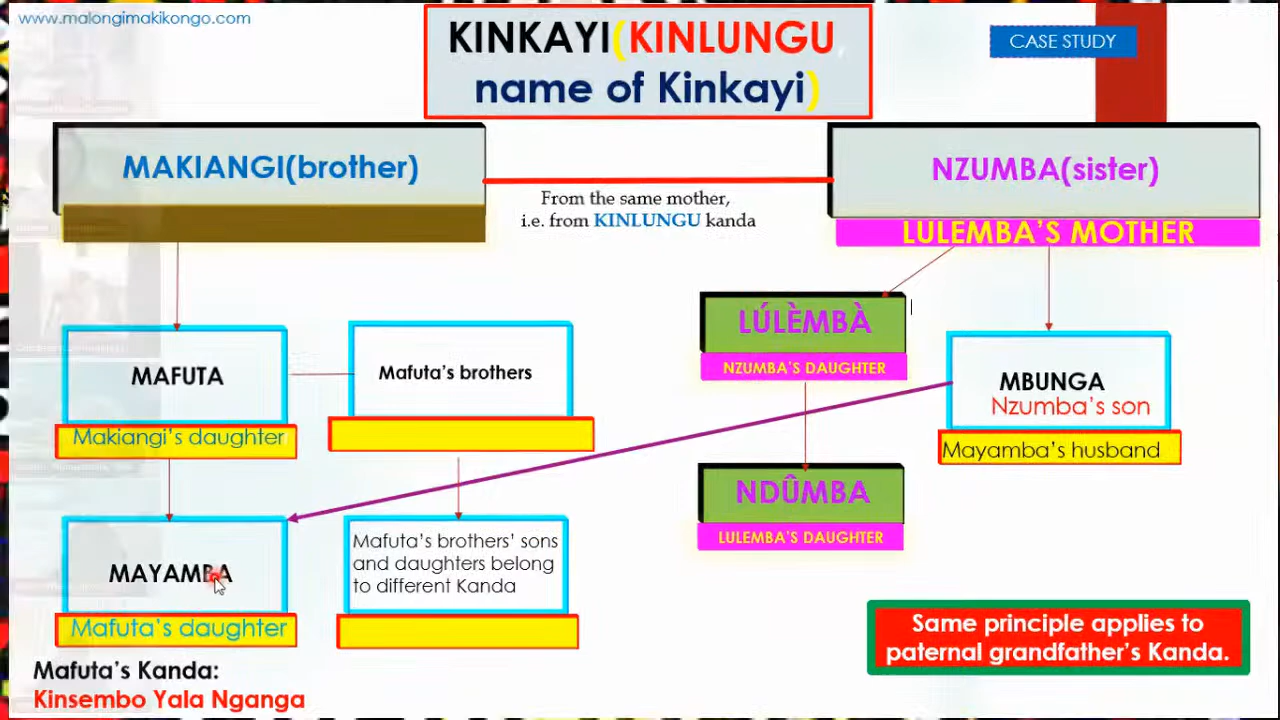 www.malongimakikongo.com
KINKAYI(KINLUNGU,
name of Kinkayi)
CASE STUDY
MAKIANGI(brother)
From the same mother,
i.e. from KINLUNGU kanda
NZUMBA(sister)
LULEMBA'S MOTHER
MAFUTA
Makiangi's daughter
Mafuta's brothers
LÚLÈMBÀ
NZUMBA'S DAUGHTER
MBUNGA
Nzumba's son
Mayamba's husband
NDÛMBA
LULEMBA'S DAUGHTER
MAYAMBA
Mafuta's daughter
Mafuta's brothers' sons
and daughters belong
to different Kanda
Same principle applies to
paternal grandfather's Kanda.
Mafuta's Kanda:
Kinsembo Yala Nganga